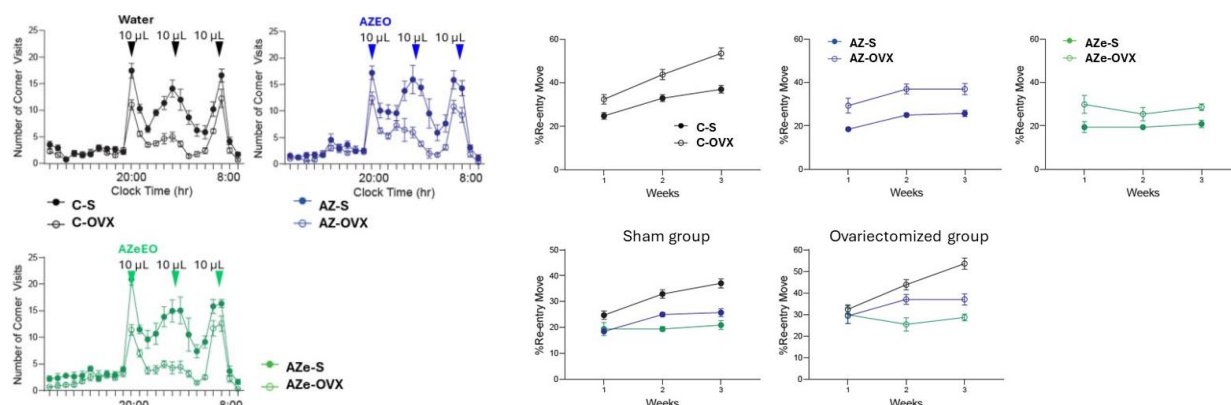 Water
10 µL 10 µL 10 µL
Number of Corner Visits
25
20
15
10
5
0
20:00 8:00
Clock Time (hr)
C-S
C-OVX
AZEO
10 µL 10 µL 10 µL
Number of Corner Visits
25
20
15
10
5
0
20:00 8:00
Clock Time (hr)
AZ-S
AZ-OVX
AZeEO
10 µL 10 µL 10 µL
Number of Corner Visits
25
20
15
10
5
0
20:00 8:00
AZe-S
AZe-OVX
%Re-entry Move
60
40
20
0
C-S
C-OVX
1 2 3
Weeks
%Re-entry Move
60
40
20
0
AZ-S
AZ-OVX
1 2 3
Weeks
%Re-entry Move
60
40
20
0
AZe-S
AZe-OVX
1 2 3
Weeks
Sham group
%Re-entry Move
50
40
30
20
10
0
1 2 3
Weeks
Ovariectomized group
%Re-entry Move
60
50
40
30
20
10
0
1 2 3
Weeks